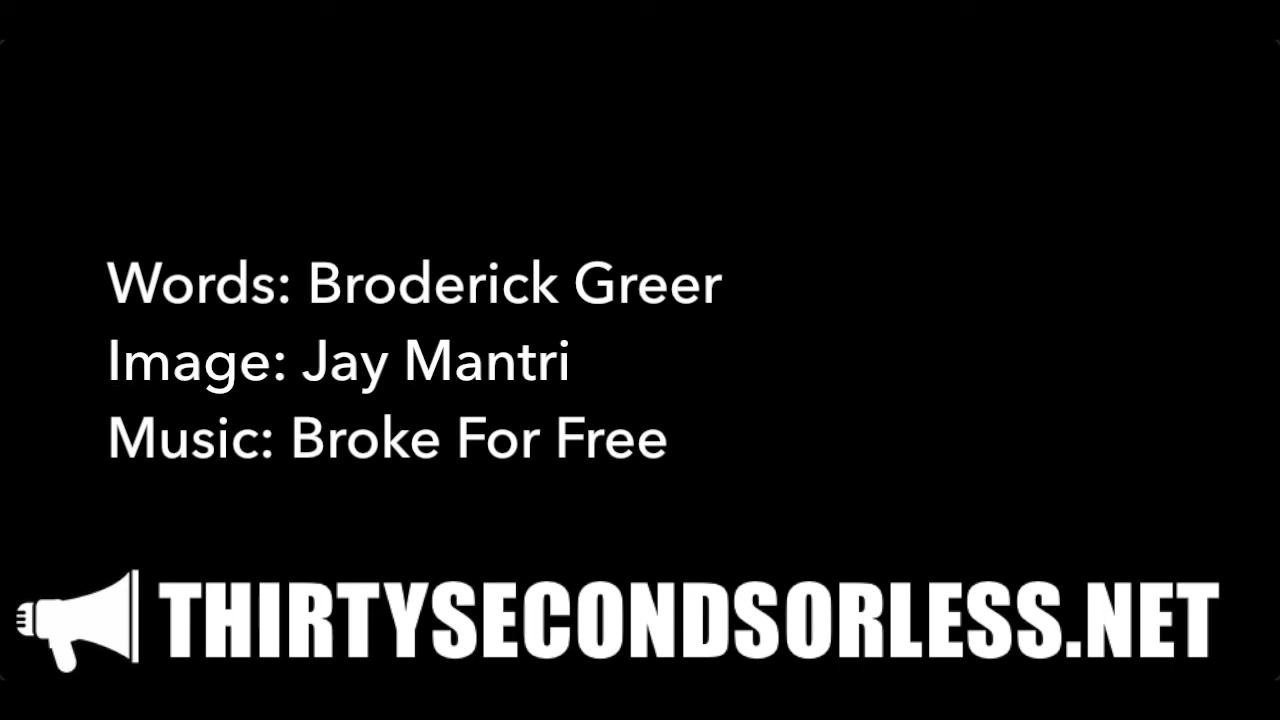 Words: Broderick Greer
Image: Jay Mantri
Music: Broke For Free
THIRTYSECONDSORLESS.NET